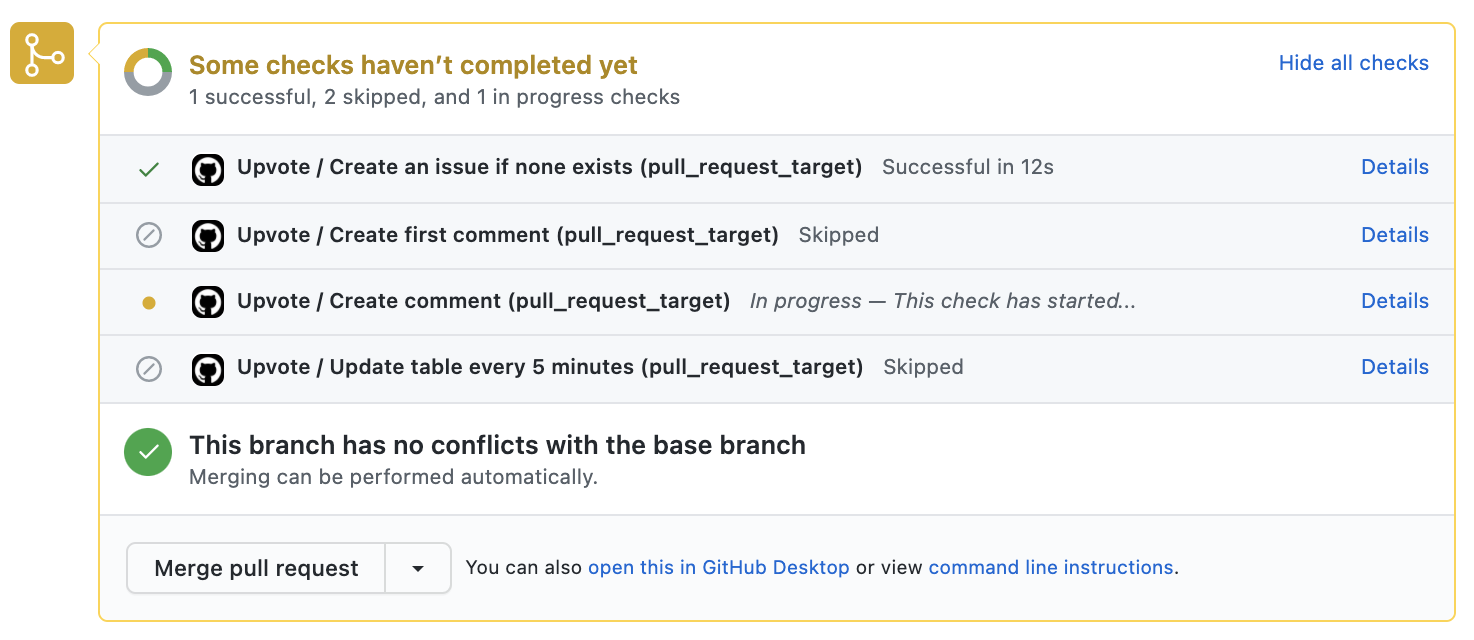 Some checks haven’t completed yet
Hide all checks
1 successful, 2 skipped, and 1 in progress checks
Upvote / Create an issue if none exists (pull_request_target) Successful in 12s Details
Upvote / Create first comment (pull_request_target) Skipped Details
Upvote / Create comment (pull_request_target) In progress — This check has started... Details
Upvote / Update table every 5 minutes (pull_request_target) Skipped Details
This branch has no conflicts with the base branch
Merging can be performed automatically.
Merge pull request You can also open this in GitHub Desktop or view command line instructions.